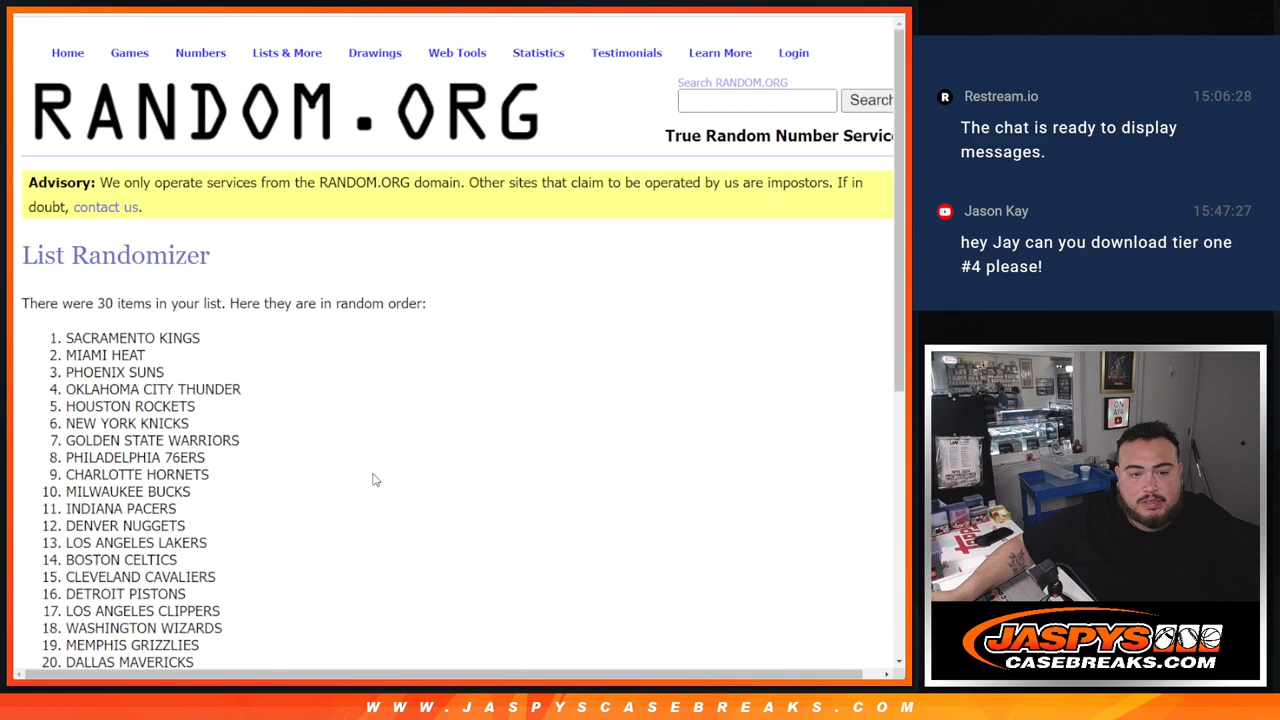 Home Games Numbers Lists & More Drawings Web Tools Statistics Testimonials Learn More Login
RANDOM.ORG
Search RANDOM.ORG
Search
True Random Number Servic
Advisory: We only operate services from the RANDOM.ORG domain. Other sites that claim to be operated by us are impostors. If in
doubt, contact us.
List Randomizer
There were 30 items in your list. Here they are in random order:
1. SACRAMENTO KINGS
2. MIAMI HEAT
3. PHOENIX SUNS
4. OKLAHOMA CITY THUNDER
5. HOUSTON ROCKETS
6. NEW YORK KNICKS
7. GOLDEN STATE WARRIORS
8. PHILADELPHIA 76ERS
9. CHARLOTTE HORNETS
10. MILWAUKEE BUCKS
11. INDIANA PACERS
12. DENVER NUGGETS
13. LOS ANGELES LAKERS
14. BOSTON CELTICS
15. CLEVELAND CAVALIERS
16. DETROIT PISTONS
17. LOS ANGELES CLIPPERS
18. WASHINGTON WIZARDS
19. MEMPHIS GRIZZLIES
20. DALLAS MAVERICKS
R Restream.io 15:06:28
The chat is ready to display
messages.
Jason Kay 15:47:27
hey Jay can you download tier one
#4 please!
ON
AIR
topps
JASPYS
CASEBREAKS.COM
WWW.JASPYSCASEBREAKS.COM